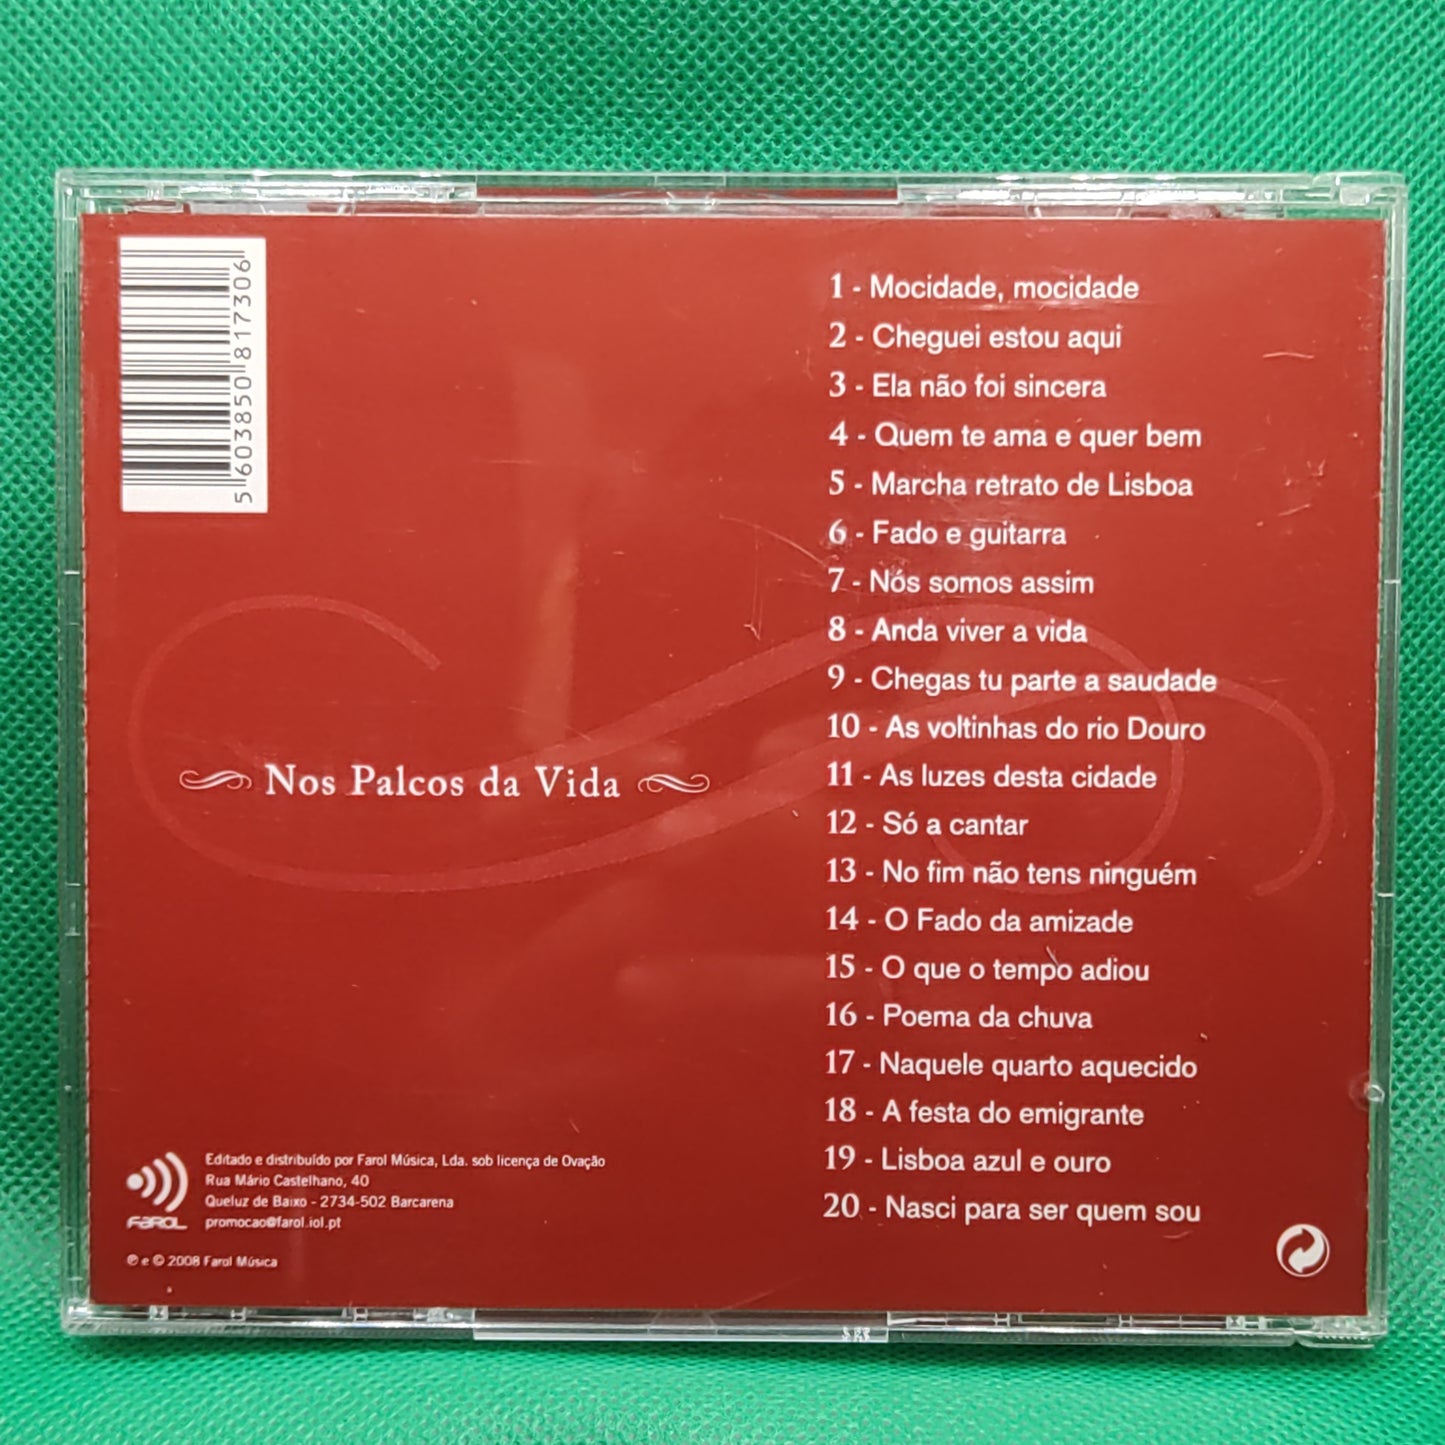 5 603850 817306
1 - Mocidade, mocidade
2 - Cheguei estou aqui
3 - Ela não foi sincera
4 - Quem te ama e quer bem
5 - Marcha retrato de Lisboa
6 - Fado e guitarra
7 - Nós somos assim
8 - Anda viver a vida
9 - Chegas tu parte a saudade
10 - As voltinhas do rio Douro
11 - As luzes desta cidade
12 - Só a cantar
13 - No fim não tens ninguém
14 - O Fado da amizade
15 - O que o tempo adiou
16 - Poema da chuva
17 - Naquele quarto aquecido
18 - A festa do emigrante
19 - Lisboa azul e ouro
20 - Nasci para ser quem sou
Nos Palcos da Vida
Editado e distribuído por Farol Música, Lda. sob licença de Ovação
Rua Mário Castelhano, 40
Queluz de Baixo - 2734-502 Barcarena
promocao@farol.iol.pt
FAROL
℗ e © 2008 Farol Música